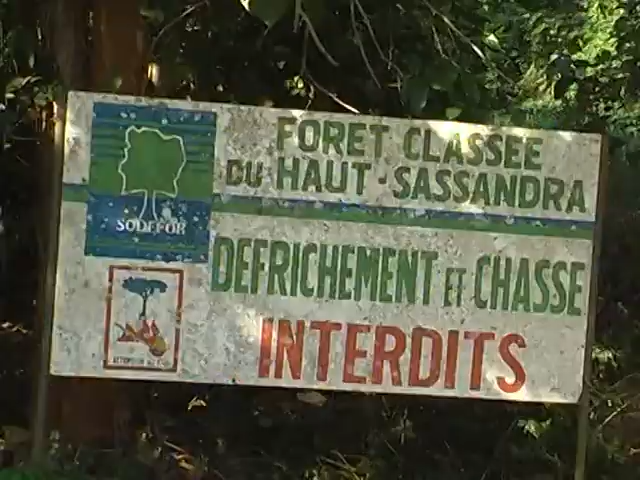 FORET CLASSEE
DU HAUT-SASSANDRA
SODEFOR
DEFRICHEMENT ET CHASSE
INTERDITS